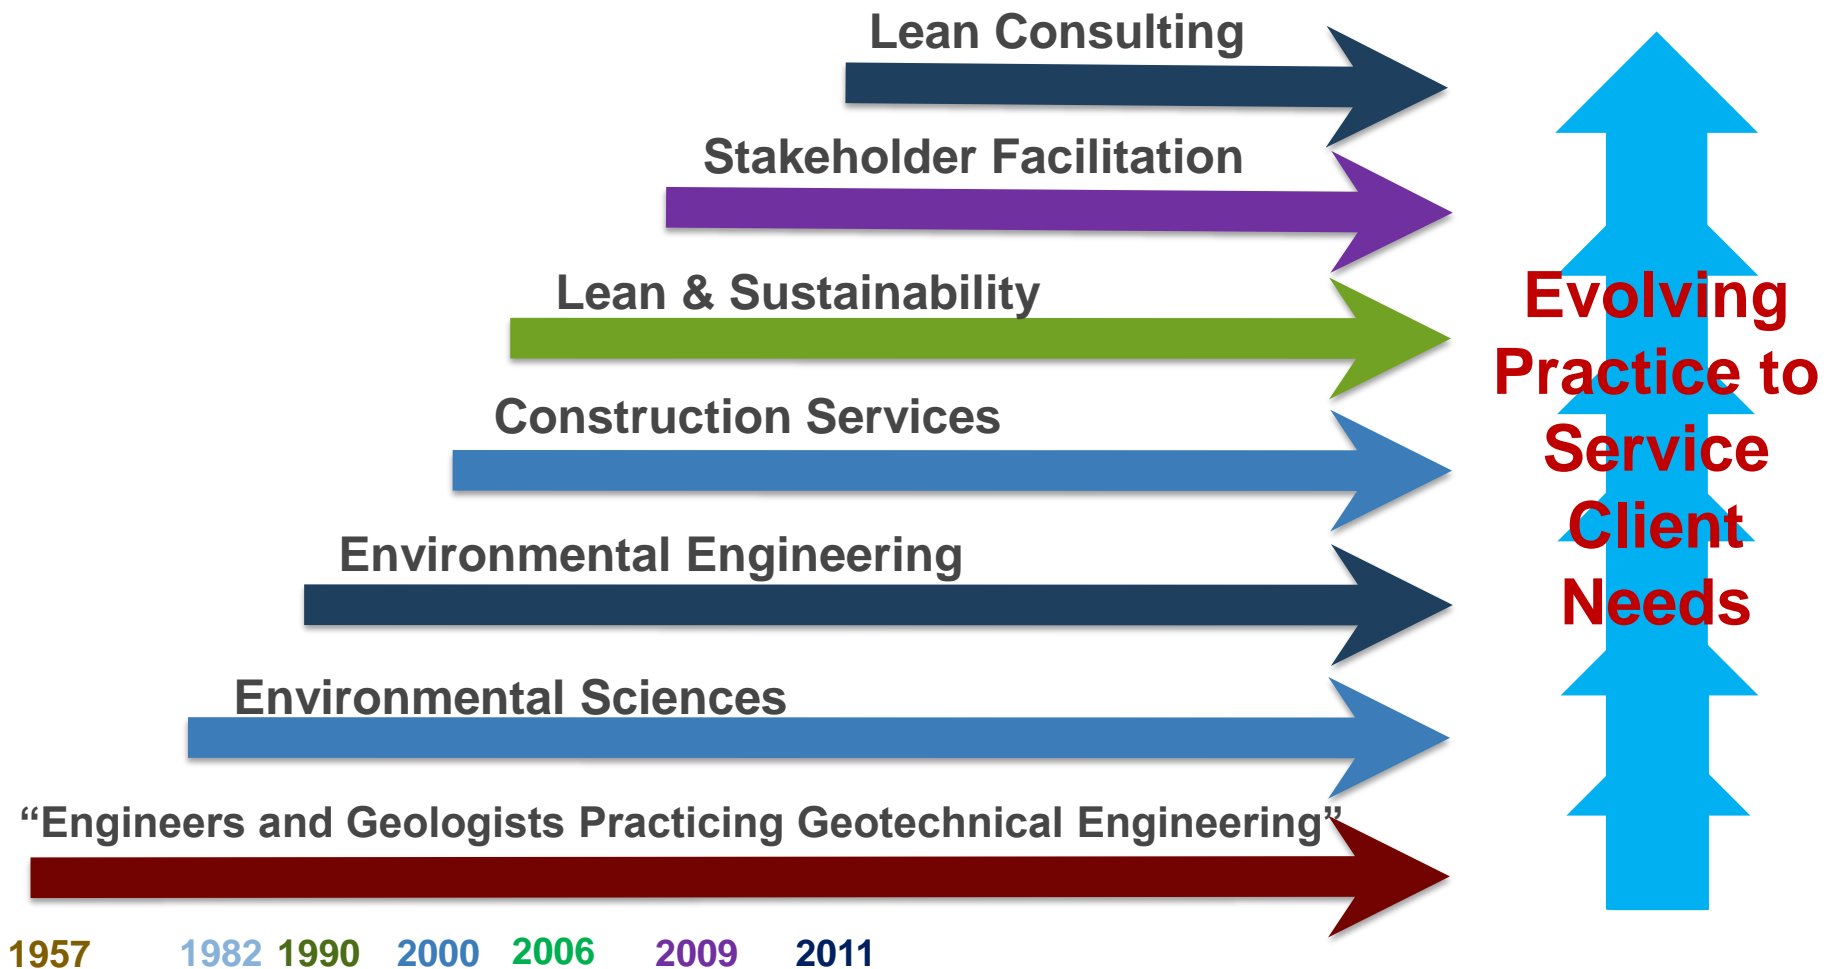 Lean Consulting
Stakeholder Facilitation
Lean & Sustainability
Construction Services
Environmental Engineering
Environmental Sciences
“Engineers and Geologists Practicing Geotechnical Engineering”
1957 1982 1990 2000 2006 2009 2011
Evolving
Practice to
Service
Client
Needs